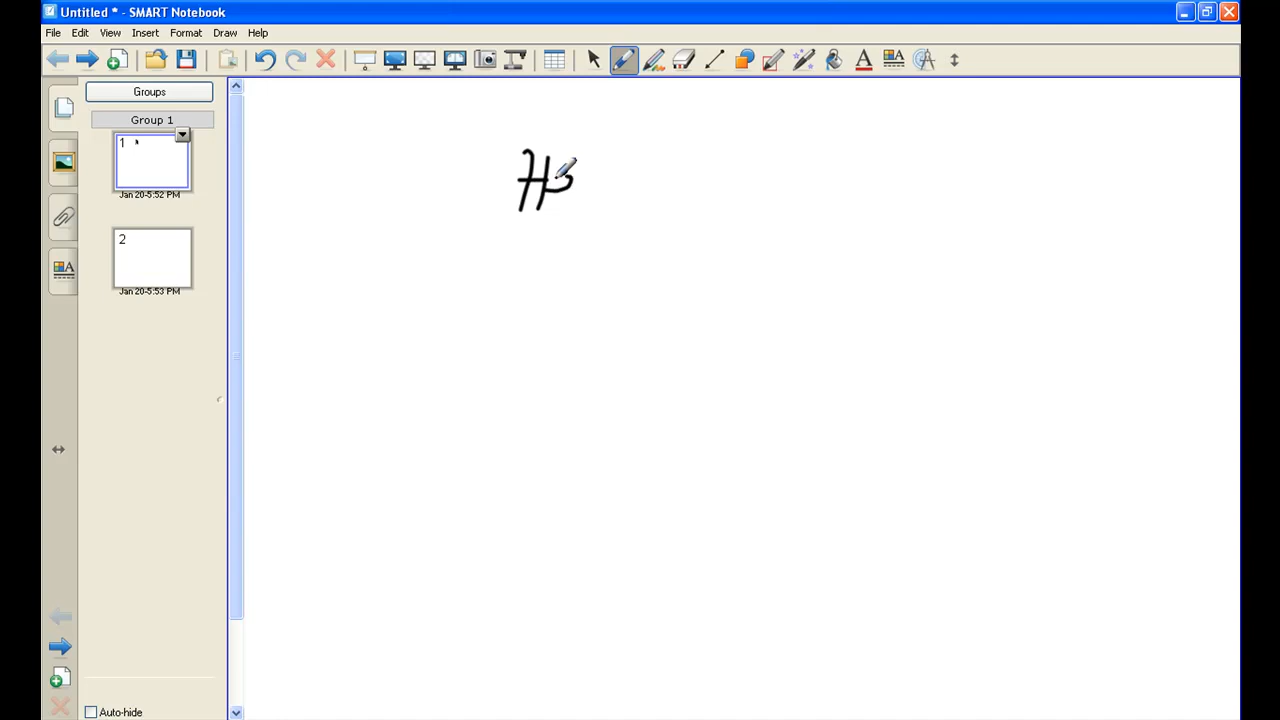 Untitled * - SMART Notebook
File Edit View Insert Format Draw Help
Groups
Group 1
1
Jan 20-5:52 PM
2
Jan 20-5:53 PM
Auto-hide